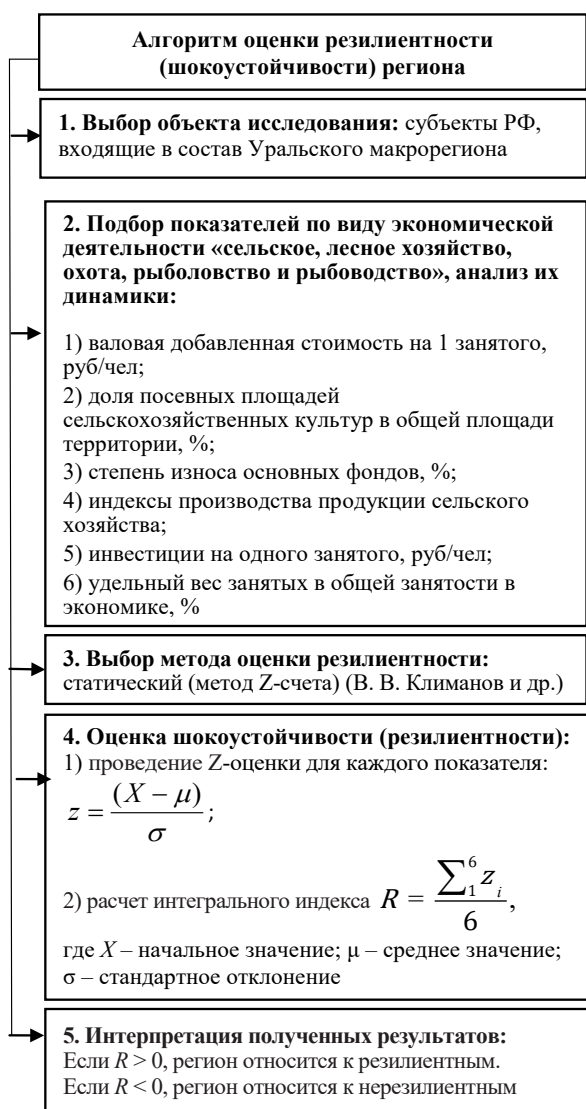 Алгоритм оценки резилиентности
(шокоустойчивости) региона
1. Выбор объекта исследования: субъекты РФ,
входящие в состав Уральского макрорегиона
2. Подбор показателей по виду экономической
деятельности «сельское, лесное хозяйство,
охота, рыболовство и рыбоводство», анализ их
динамики:
1) валовая добавленная стоимость на 1 занятого,
руб/чел;
2) доля посевных площадей
сельскохозяйственных культур в общей площади
территории, %;
3) степень износа основных фондов, %;
4) индексы производства продукции сельского
хозяйства;
5) инвестиции на одного занятого, руб/чел;
6) удельный вес занятых в общей занятости в
экономике, %
3. Выбор метода оценки резилиентности:
статический (метод Z-счета) (В. В. Климанов и др.)
4. Оценка шокоустойчивости (резилиентности):
1) проведение Z-оценки для каждого показателя:
z = (X − μ) / σ ;
2) расчет интегрального индекса R = ∑₁⁶ zᵢ / 6,
где X – начальное значение; μ – среднее значение;
σ – стандартное отклонение
5. Интерпретация полученных результатов:
Если R > 0, регион относится к резилиентным.
Если R < 0, регион относится к нерезилиентным